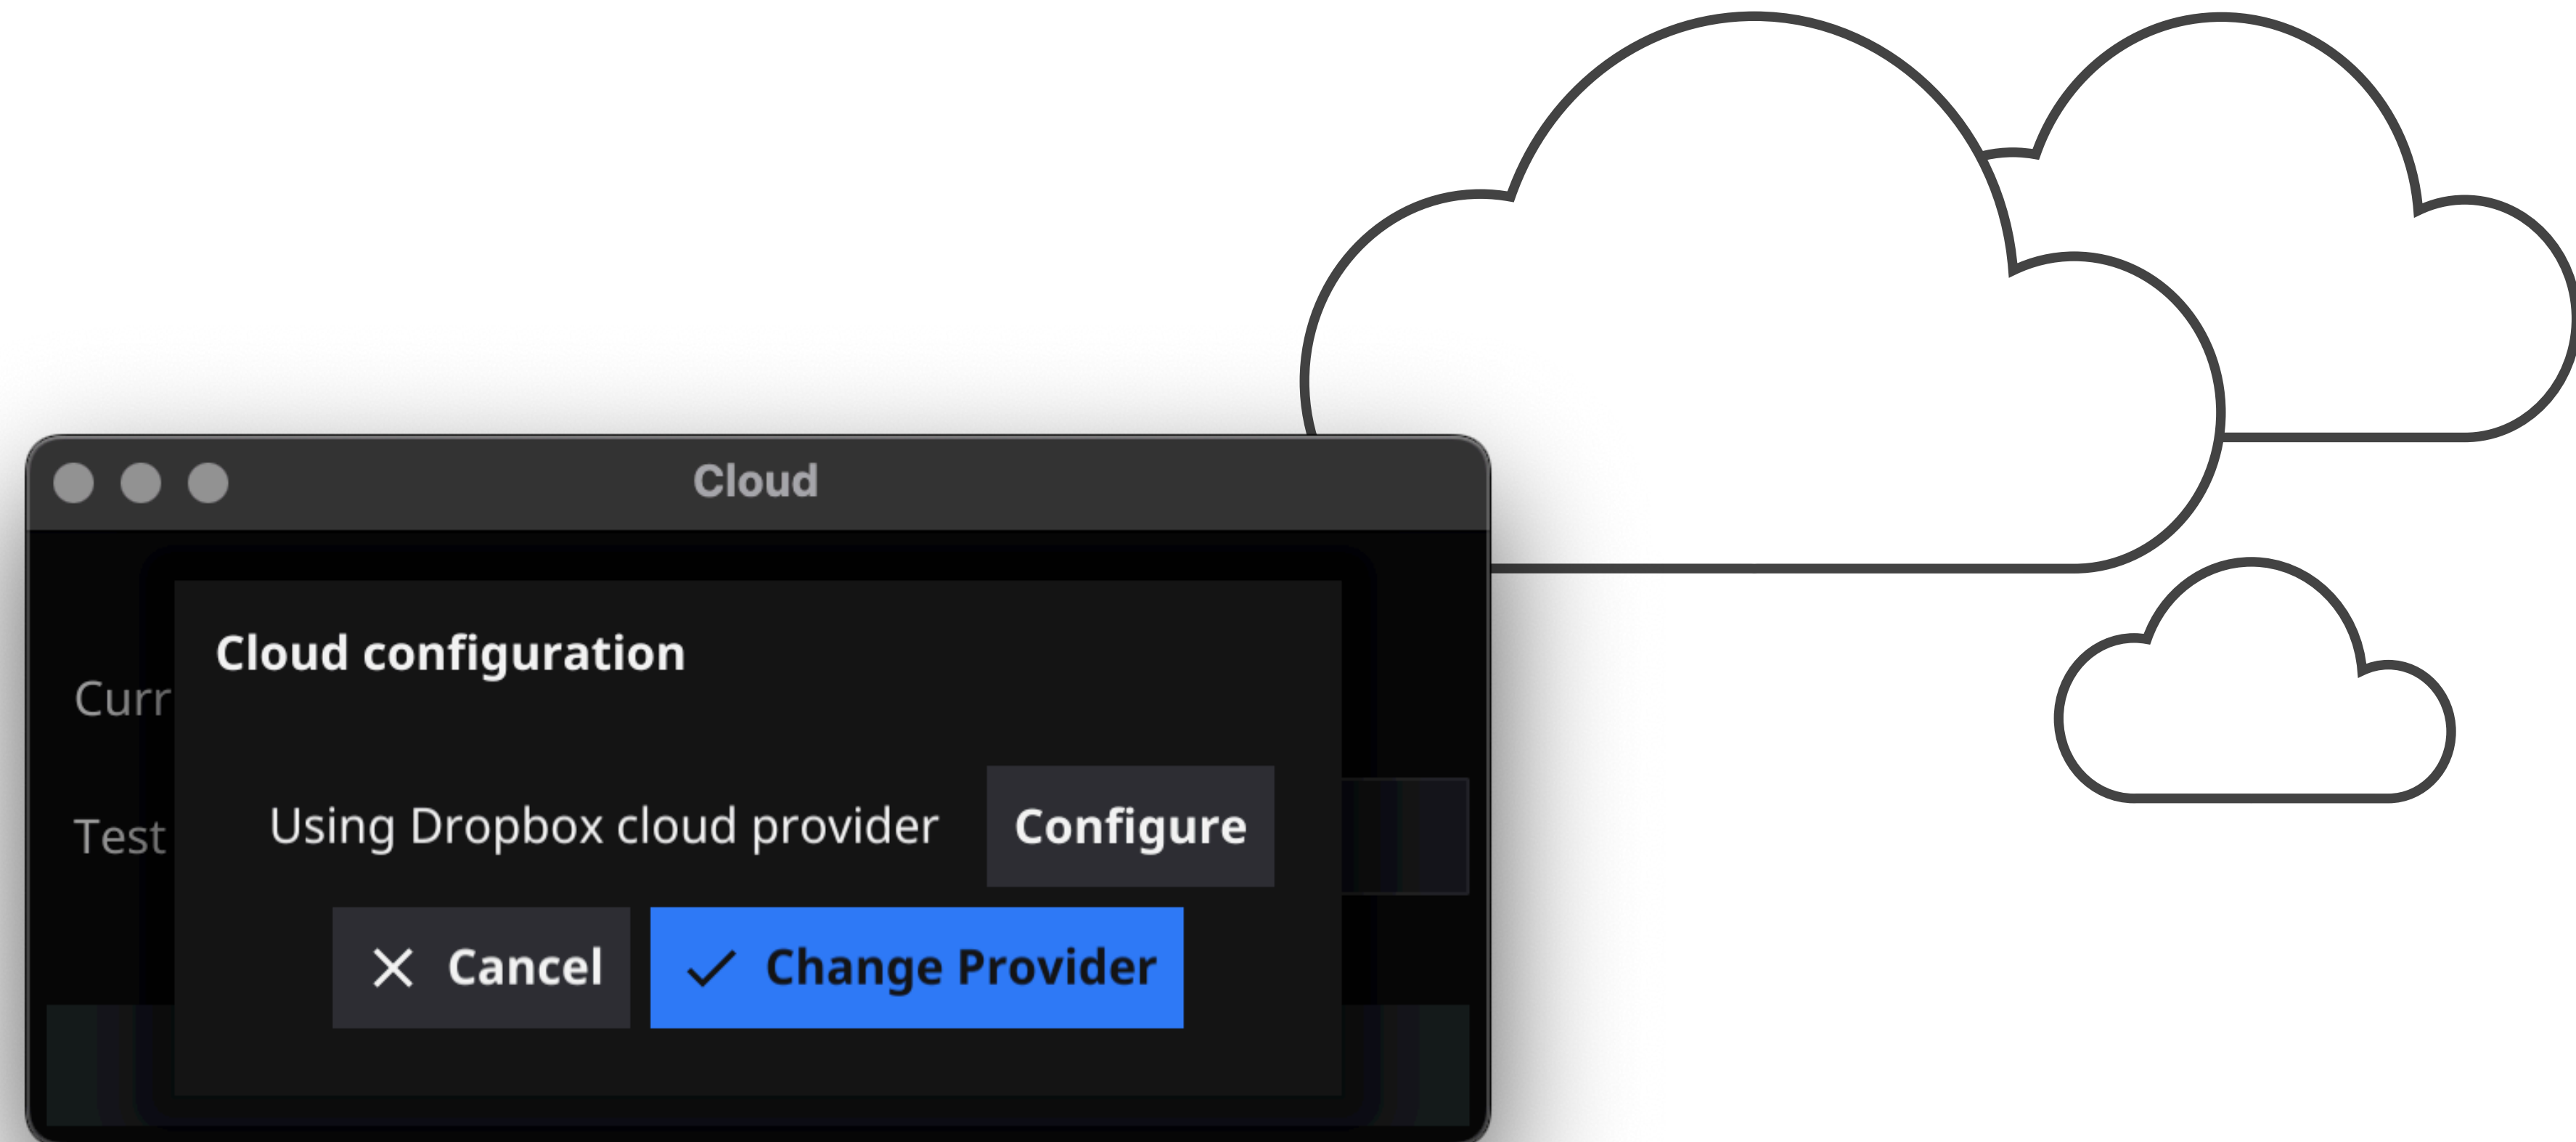 Cloud
Cloud configuration
Curr
Test
Using Dropbox cloud provider
Configure
Cancel
Change Provider